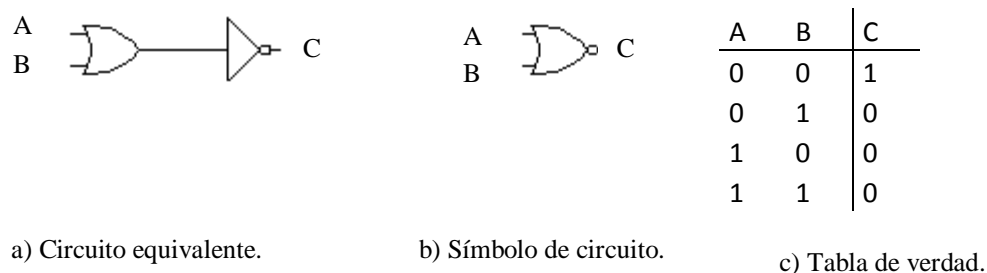 A
B
C
A
B
C
A B C
0 0 1
0 1 0
1 0 0
1 1 0
a) Circuito equivalente.
b) Símbolo de circuito.
c) Tabla de verdad.